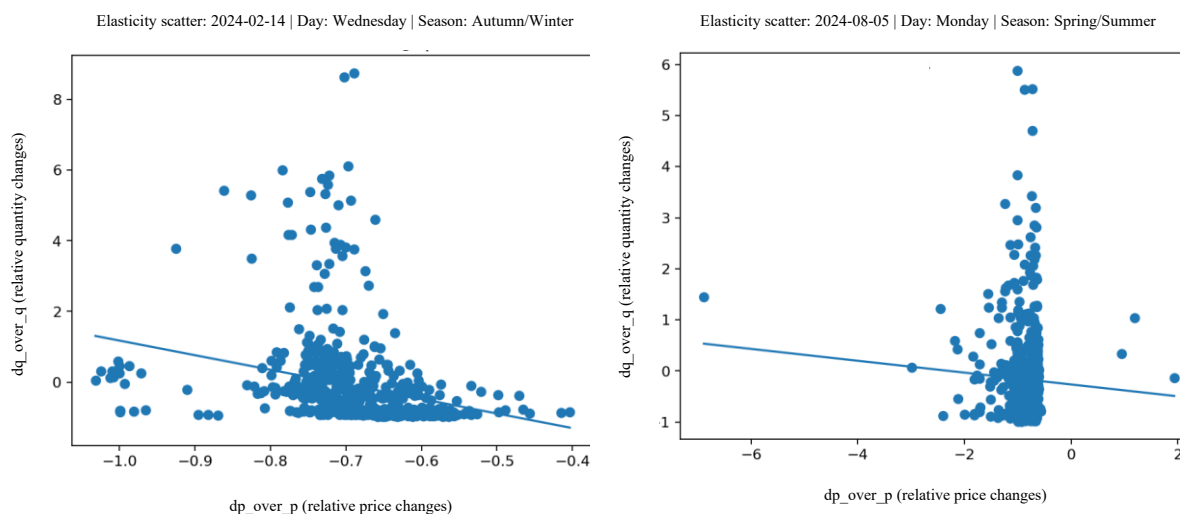 Elasticity scatter: 2024-02-14 | Day: Wednesday | Season: Autumn/Winter
dq_over_q (relative quantity changes)
8
6
4
2
0
−1.0 −0.9 −0.8 −0.7 −0.6 −0.5 −0.4
dp_over_p (relative price changes)
Elasticity scatter: 2024-08-05 | Day: Monday | Season: Spring/Summer
dq_over_q (relative quantity changes)
6
5
4
3
2
1
0
1
−6 −4 −2 0 2
dp_over_p (relative price changes)